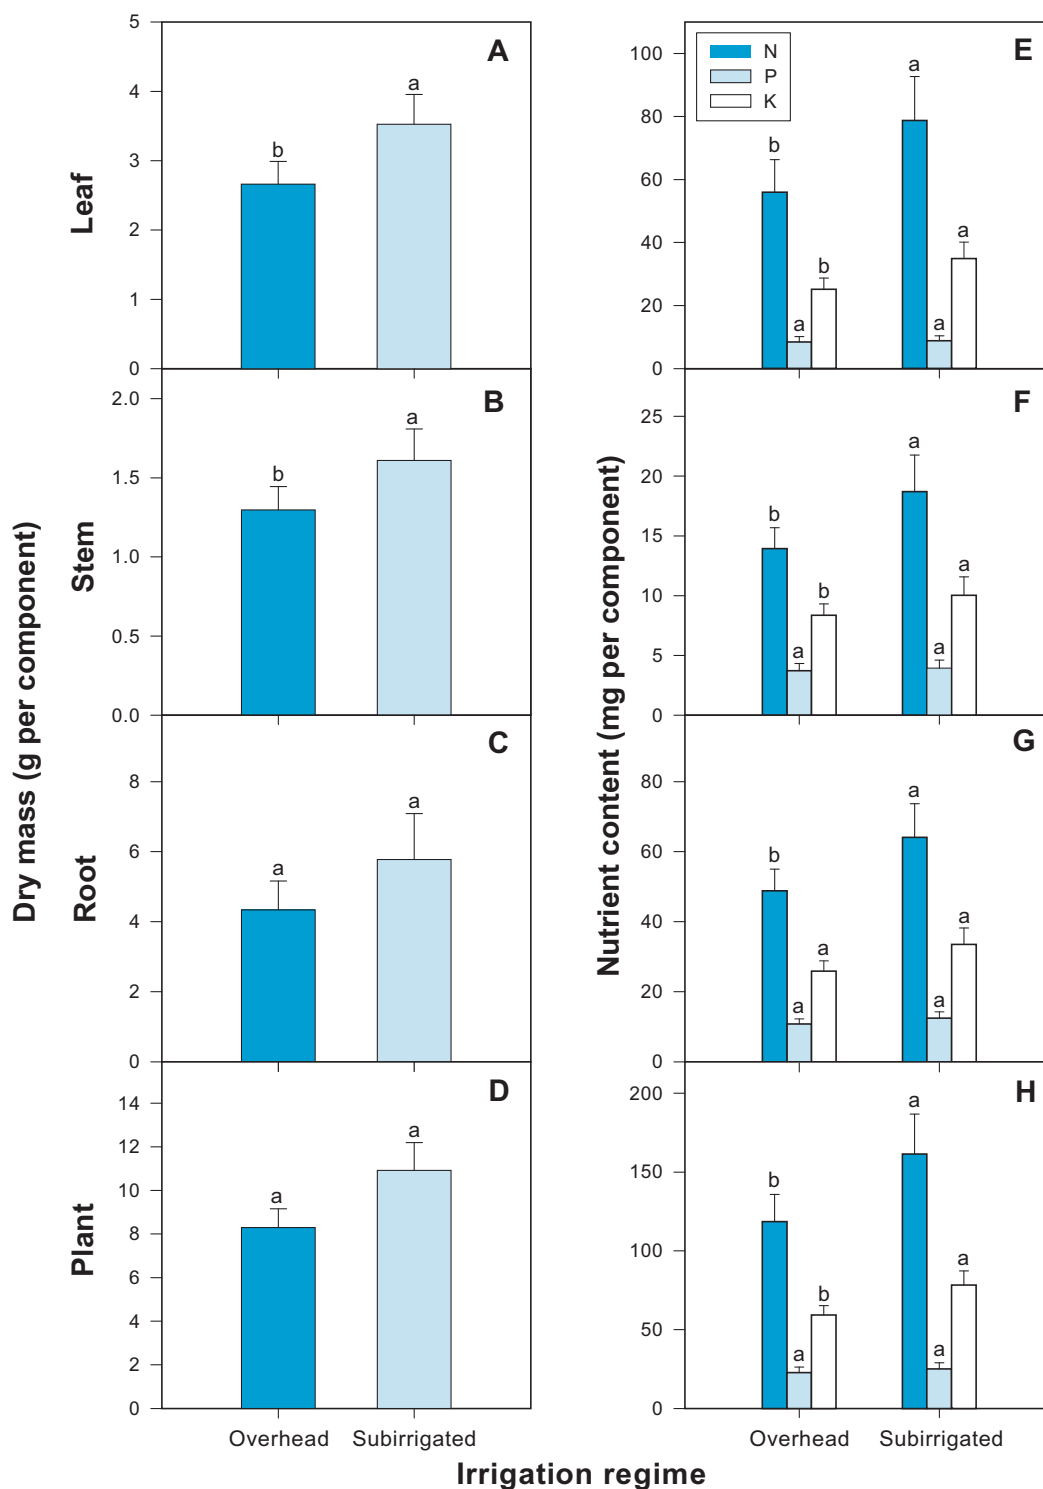 Dry mass (g per component)
Leaf
5
4
3
2
1
0
A
b
a
Stem
2.0
1.5
1.0
0.5
0.0
B
b
a
Root
8
6
4
2
0
C
a
a
Plant
14
12
10
8
6
4
2
0
D
a
a
Overhead
Subirrigated
Nutrient content (mg per component)
100
80
60
40
20
0
N
P
K
E
b
a
b
a
a
a
25
20
15
10
5
0
F
b
a
b
a
a
a
80
60
40
20
0
G
b
a
a
a
a
a
200
150
100
50
0
H
b
a
b
a
a
a
Overhead
Subirrigated
Irrigation regime